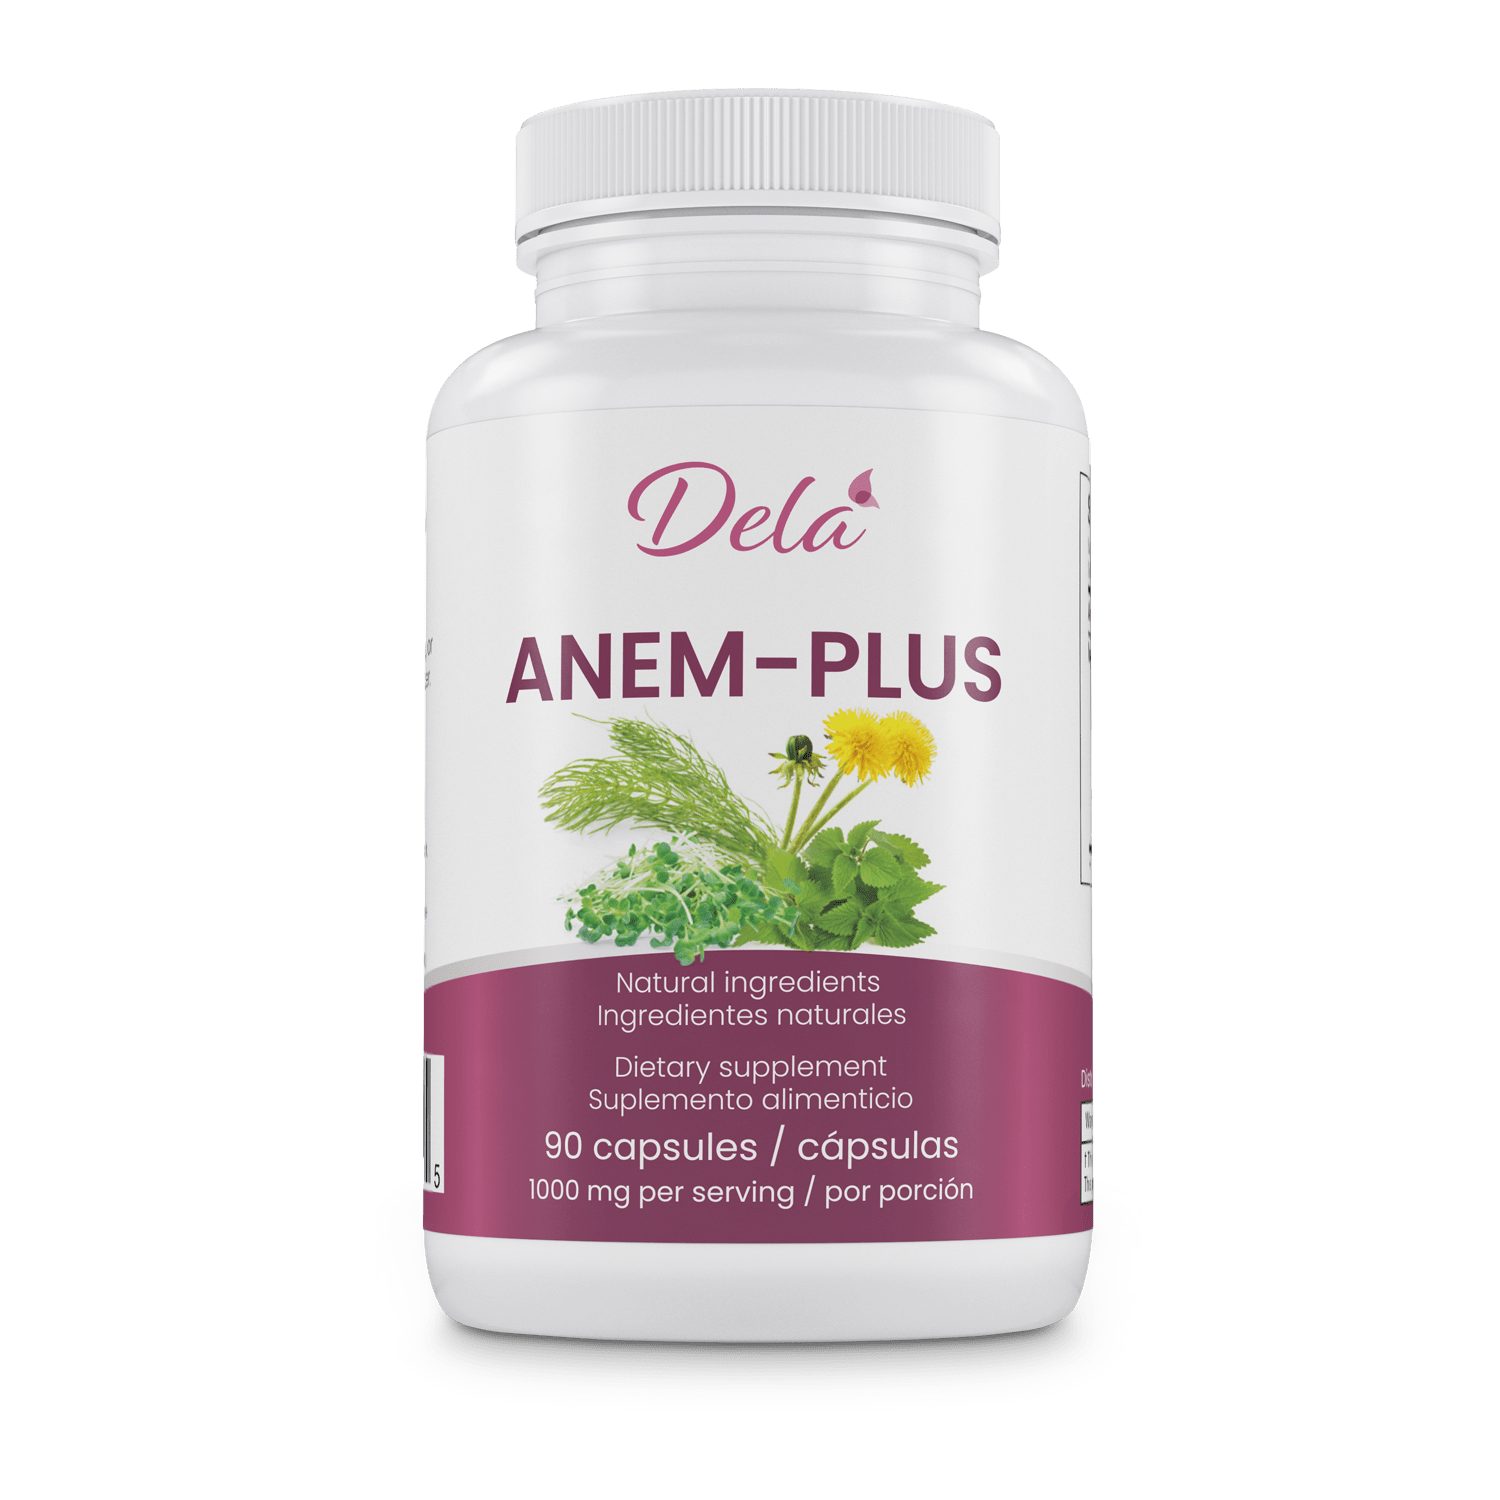 Dela
ANEM-PLUS
Natural ingredients
Ingredientes naturales
Dietary supplement
Suplemento alimenticio
90 capsules / cápsulas
1000 mg per serving / por porción
5